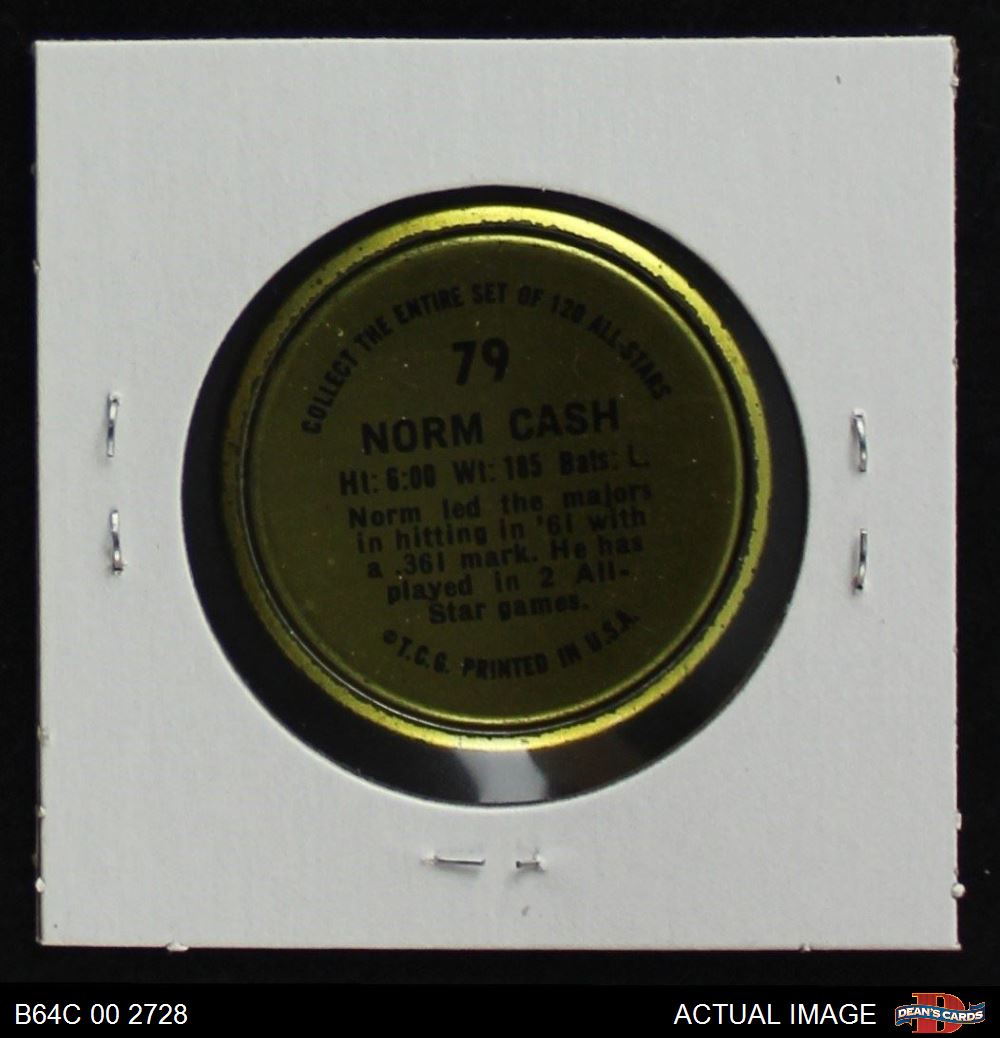 COLLECT THE ENTIRE SET OF 120 ALL-STARS
79
NORM CASH
Ht: 6:00 Wt: 185 Bats: L.
Norm led the majors
in hitting in '61 with
a .361 mark. He has
played in 2 All-
Star games.
©T.C.G. PRINTED IN U.S.A.
B64C 00 2728
ACTUAL IMAGE
D
DEAN'S CARDS